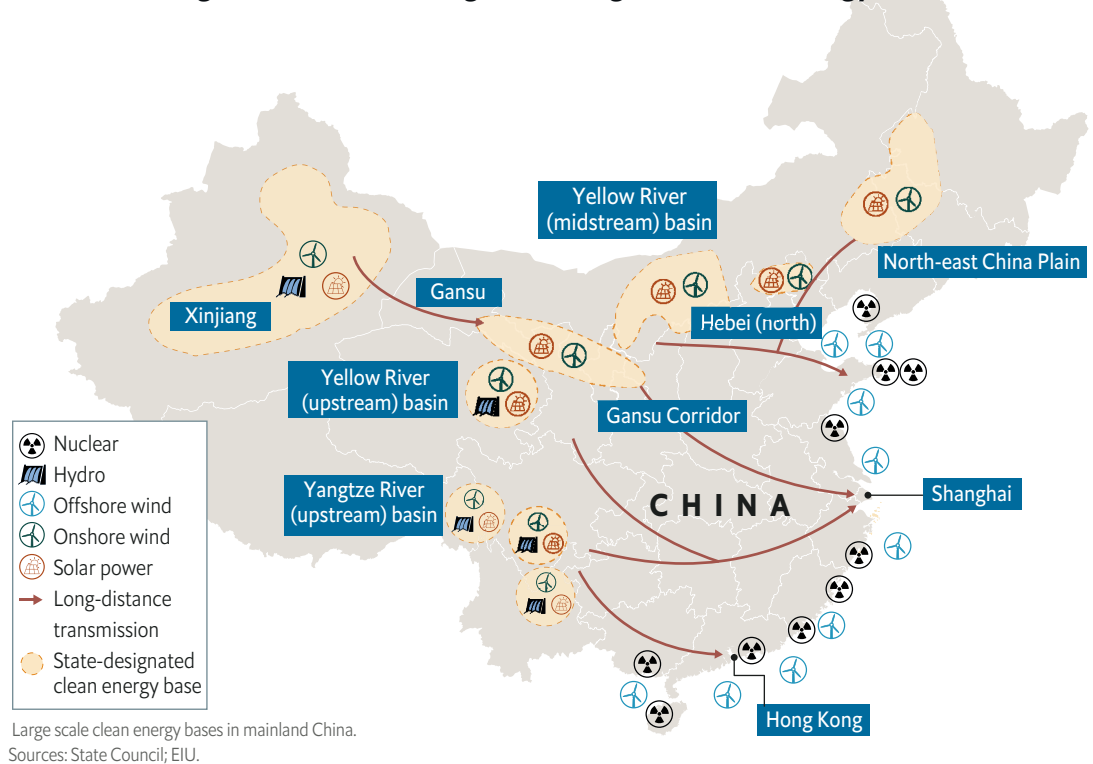 Yellow River
(midstream) basin
North-east China Plain
Gansu
Xinjiang
Hebei (north)
Yellow River
(upstream) basin
Gansu Corridor
Nuclear
Hydro
Offshore wind
Onshore wind
Solar power
Long-distance
transmission
State-designated
clean energy base
Yangtze River
(upstream) basin
CHINA
Shanghai
Hong Kong
Large scale clean energy bases in mainland China.
Sources: State Council; EIU.